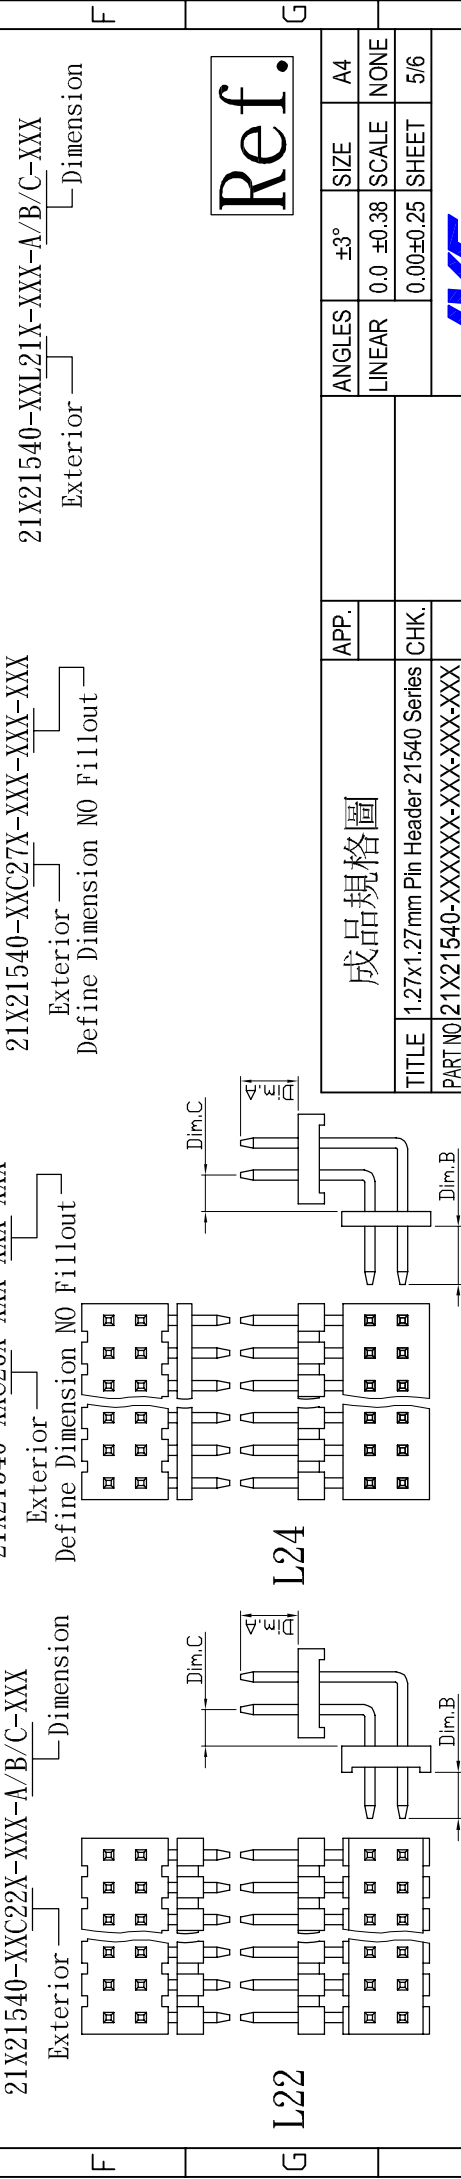 F
G
21X21540-XXC22X-XXX-A/B/C-XXX
Exterior
Dimension
Exterior
Define Dimension NO Fillout
21X21540-XXC27X-XXX-XXX-XXX
Exterior
Define Dimension NO Fillout
21X21540-XXL21X-XXX-A/B/C-XXX
Exterior
Dimension
L22
Dim.C
Dim.A
Dim.B
L24
Dim.C
Dim.A
Dim.B
Ref.
成品規格圖
APP.
ANGLES ±3° SIZE A4
LINEAR 0.0 ±0.38 SCALE NONE
TITLE 1.27x1.27mm Pin Header 21540 Series CHK. 0.00±0.25 SHEET 5/6
PART NO 21X21540-XXXXXX-XXX-XXX-XXX
F
G